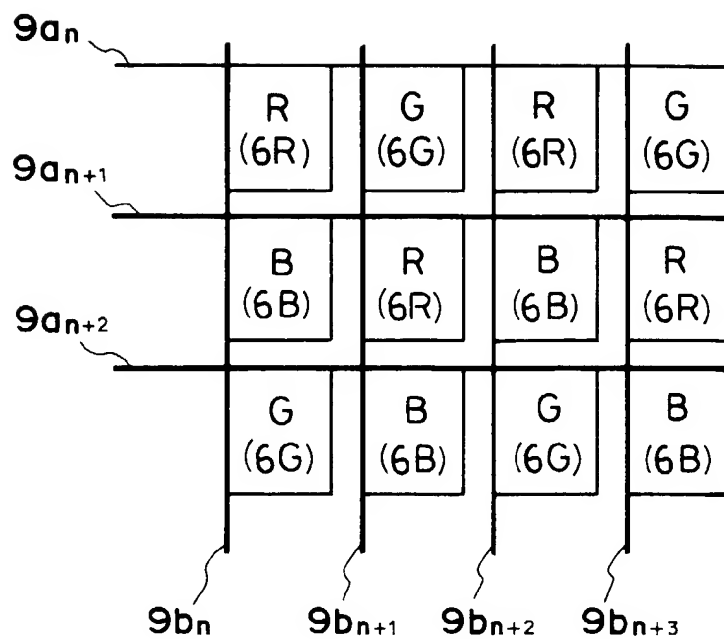 9an
R G R G
(6R) (6G) (6R) (6G)
9an+1
B R B R
(6B) (6R) (6B) (6R)
9an+2
G B G B
(6G) (6B) (6G) (6B)
9bn 9bn+1 9bn+2 9bn+3